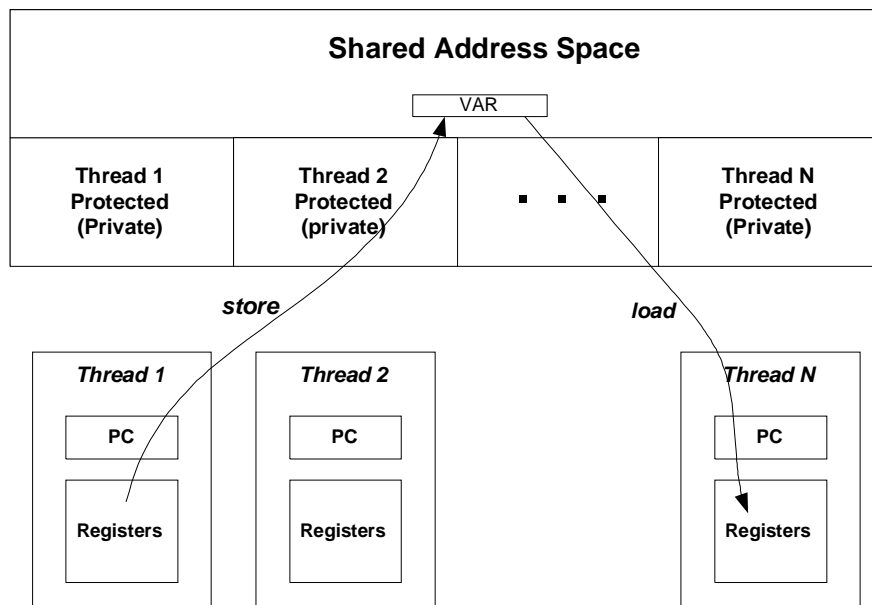 Shared Address Space
VAR
Thread 1
Protected
(Private)
Thread 2
Protected
(private)
Thread N
Protected
(Private)
store
load
Thread 1
PC
Registers
Thread 2
PC
Registers
Thread N
PC
Registers